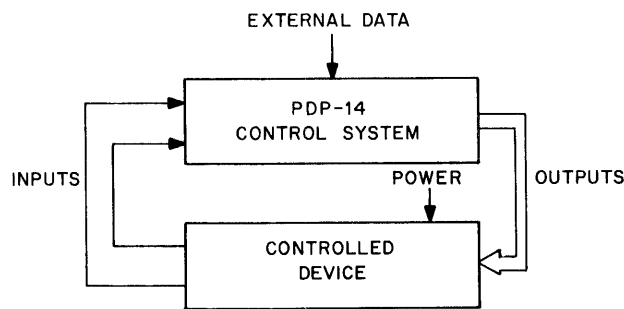 EXTERNAL DATA
PDP-14
CONTROL SYSTEM
INPUTS
POWER
OUTPUTS
CONTROLLED
DEVICE